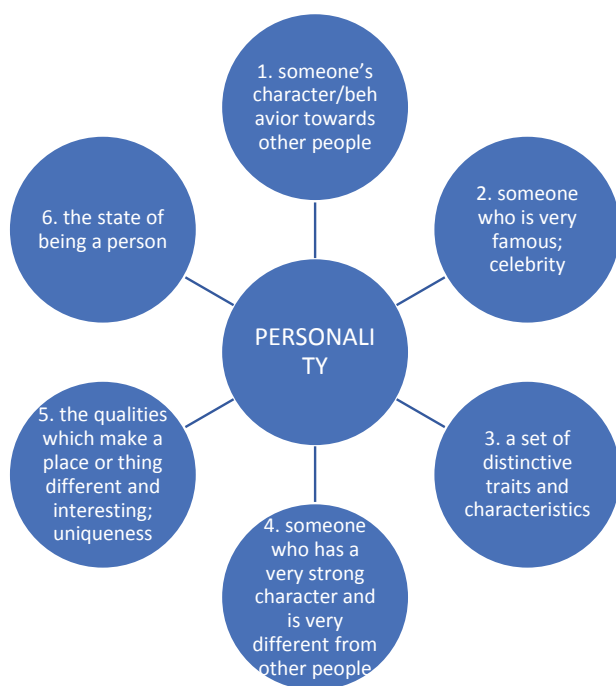 1. someone's
character/beh
avior towards
other people
2. someone
who is very
famous;
celebrity
3. a set of
distinctive
traits and
characteristics
4. someone
who has a
very strong
character and
is very
different from
other people
5. the qualities
which make a
place or thing
different and
interesting;
uniqueness
6. the state of
being a person
PERSONALI
TY